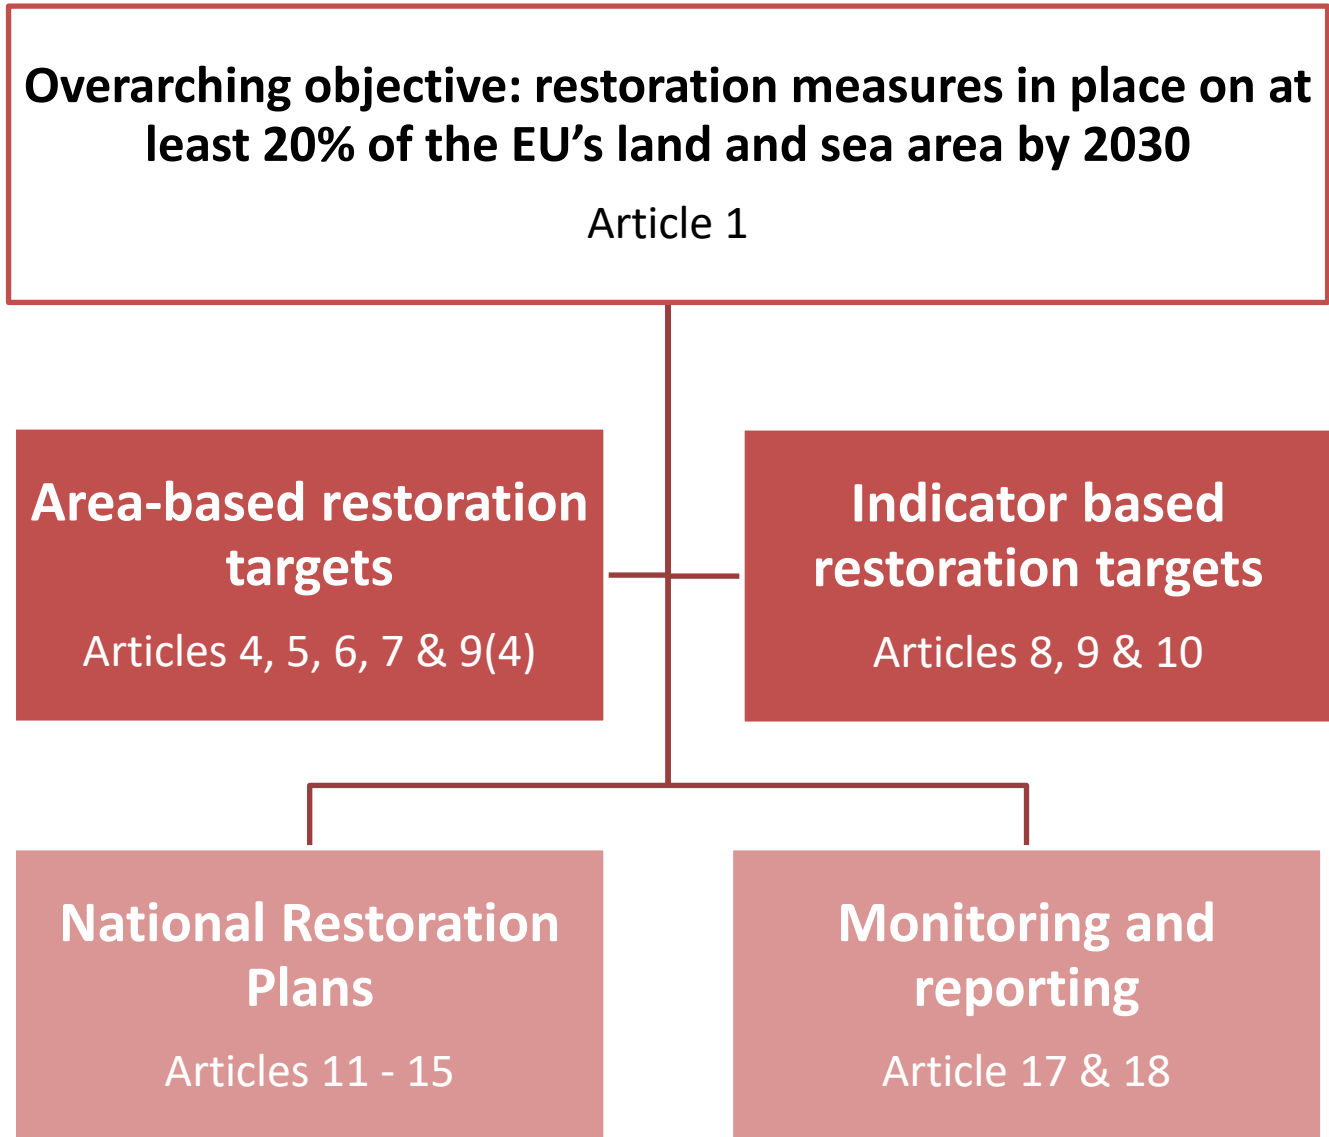 Overarching objective: restoration measures in place on at
least 20% of the EU’s land and sea area by 2030
Article 1
Area-based restoration
targets
Articles 4, 5, 6, 7 & 9(4)
Indicator based
restoration targets
Articles 8, 9 & 10
National Restoration
Plans
Articles 11 - 15
Monitoring and
reporting
Article 17 & 18